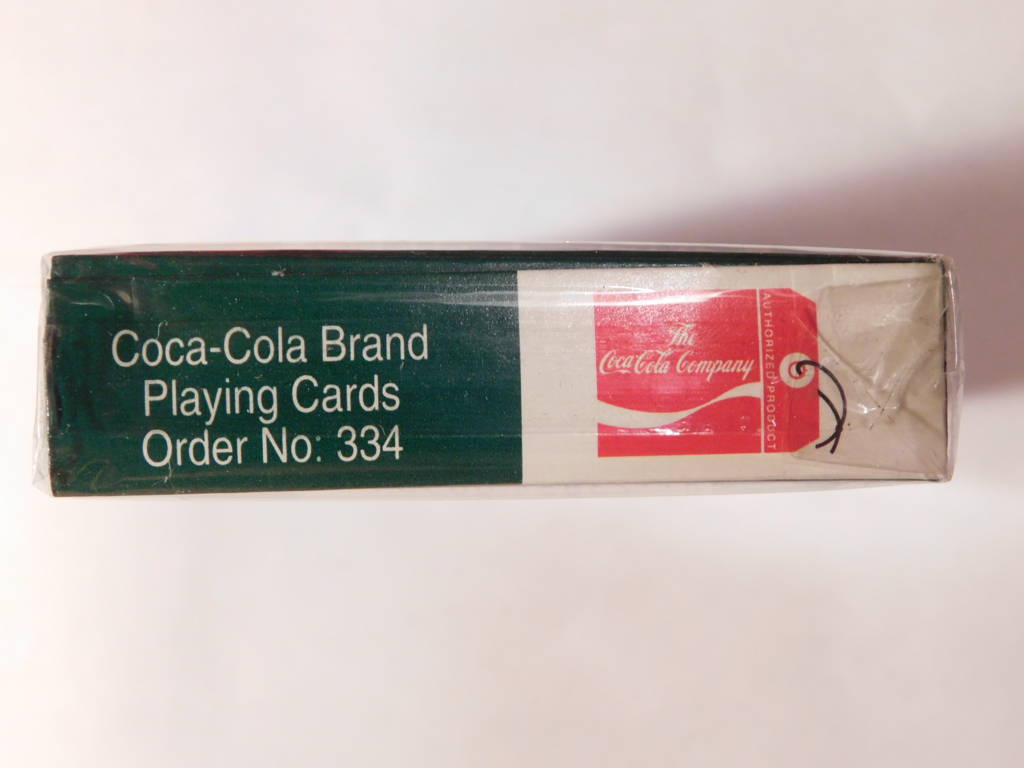 AUTHORIZED PRODUCT
The
Coca-Cola Company
Coca-Cola Brand
Playing Cards
Order No: 334